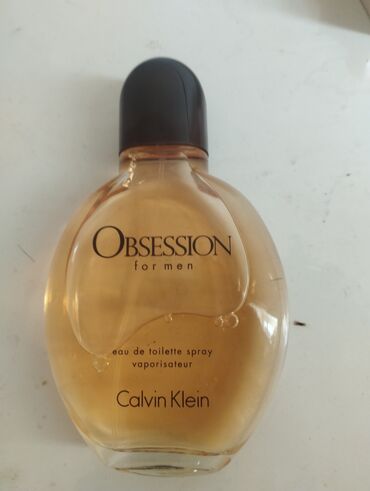 OBSESSION
for men
eau de toilette spray
vaporisateur
Calvin Klein